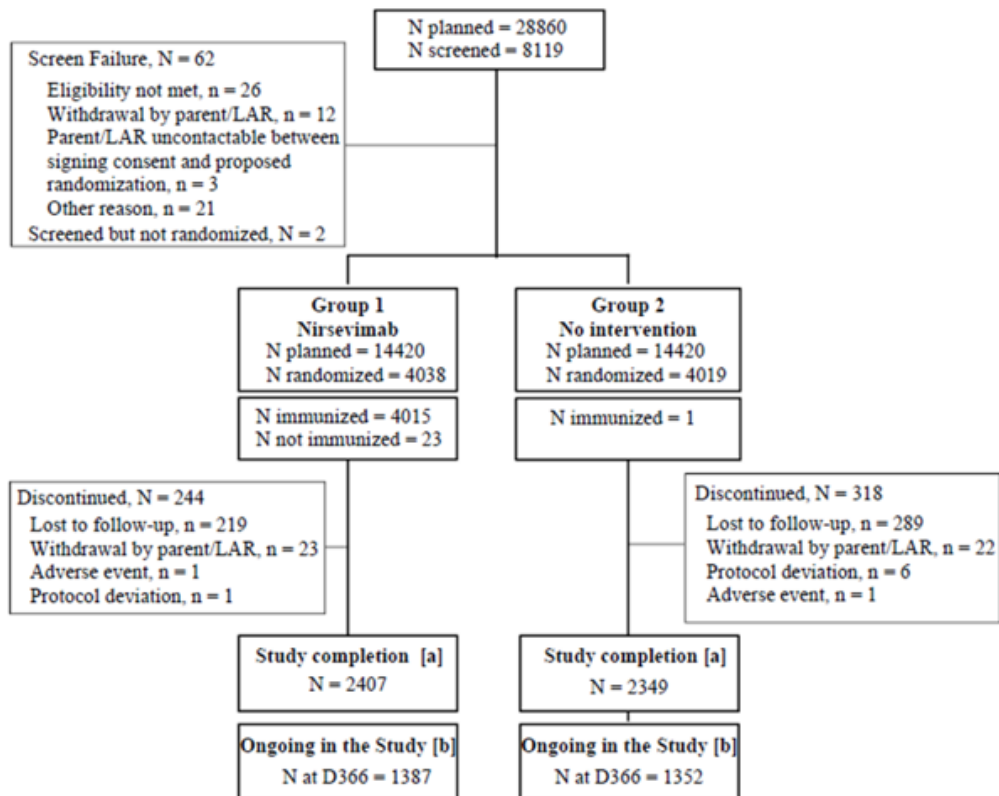 N planned = 28860
N screened = 8119
Screen Failure, N = 62
Eligibility not met, n = 26
Withdrawal by parent/LAR, n = 12
Parent/LAR uncontactable between
signing consent and proposed
randomization, n = 3
Other reason, n = 21
Screened but not randomized, N = 2
Group 1
Nirsevimab
N planned = 14420
N randomized = 4038
Group 2
No intervention
N planned = 14420
N randomized = 4019
N immunized = 4015
N not immunized = 23
N immunized = 1
Discontinued, N = 244
Lost to follow-up, n = 219
Withdrawal by parent/LAR, n = 23
Adverse event, n = 1
Protocol deviation, n = 1
Discontinued, N = 318
Lost to follow-up, n = 289
Withdrawal by parent/LAR, n = 22
Protocol deviation, n = 6
Adverse event, n = 1
Study completion [a]
N = 2407
Study completion [a]
N = 2349
Ongoing in the Study [b]
N at D366 = 1387
Ongoing in the Study [b]
N at D366 = 1352